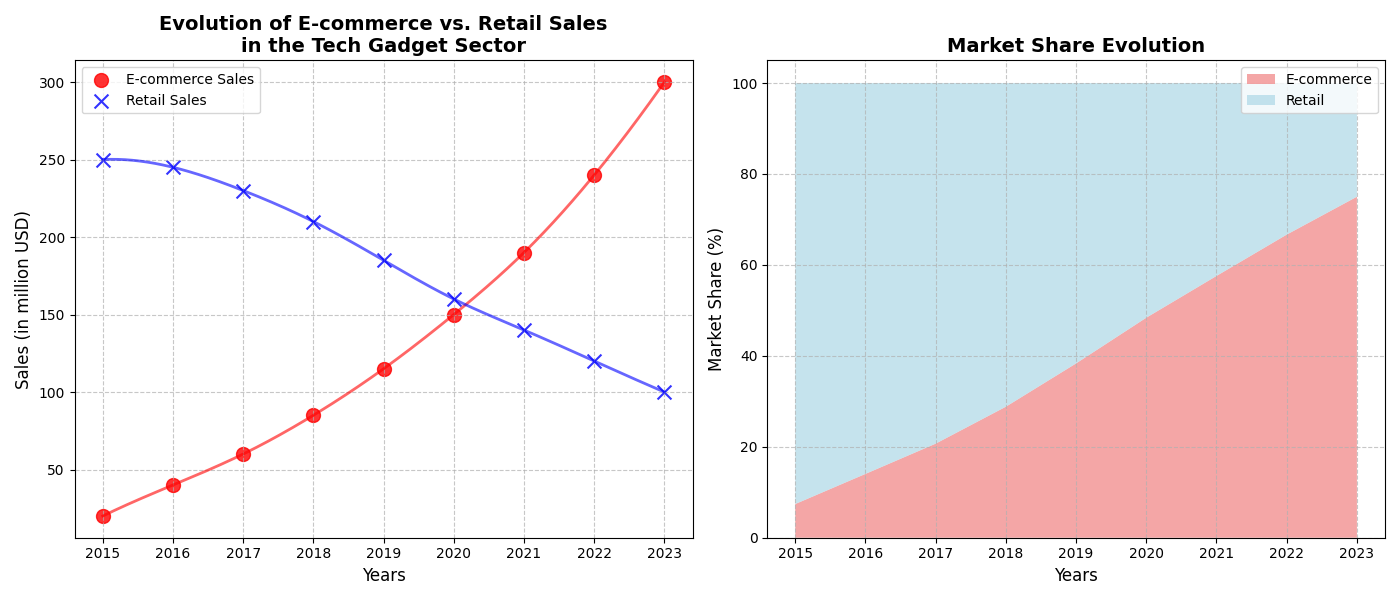 Evolution of E-commerce vs. Retail Sales
in the Tech Gadget Sector
E-commerce Sales
Retail Sales
Sales (in million USD)
300
250
200
150
100
50
2015 2016 2017 2018 2019 2020 2021 2022 2023
Years
Market Share Evolution
E-commerce
Retail
Market Share (%)
100
80
60
40
20
0
2015 2016 2017 2018 2019 2020 2021 2022 2023
Years